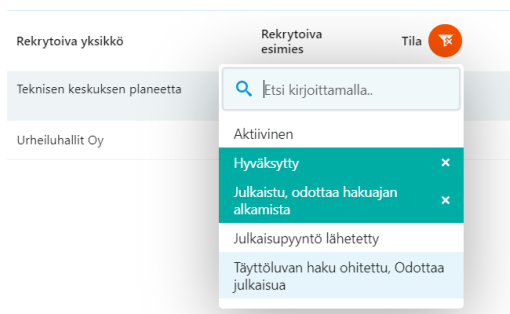 Rekrytoiva yksikkö
Rekrytoiva
esimies
Tila
Teknisen keskuksen planeetta
Etsi kirjoittamalla..
Aktiivinen
Urheiluhallit Oy
Hyväksytty
Julkaistu, odottaa hakuajan
alkamista
Julkaisupyyntö lähetetty
Täyttöluvan haku ohitettu, Odottaa
julkaisua